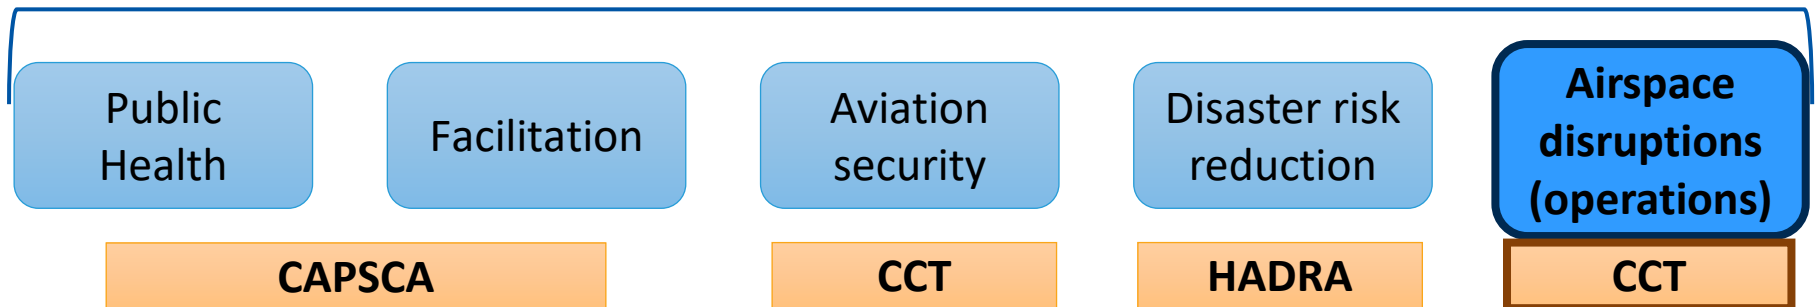 Public
Health
Facilitation
Aviation
security
Disaster risk
reduction
Airspace
disruptions
(operations)
CAPSCA
CCT
HADRA
CCT